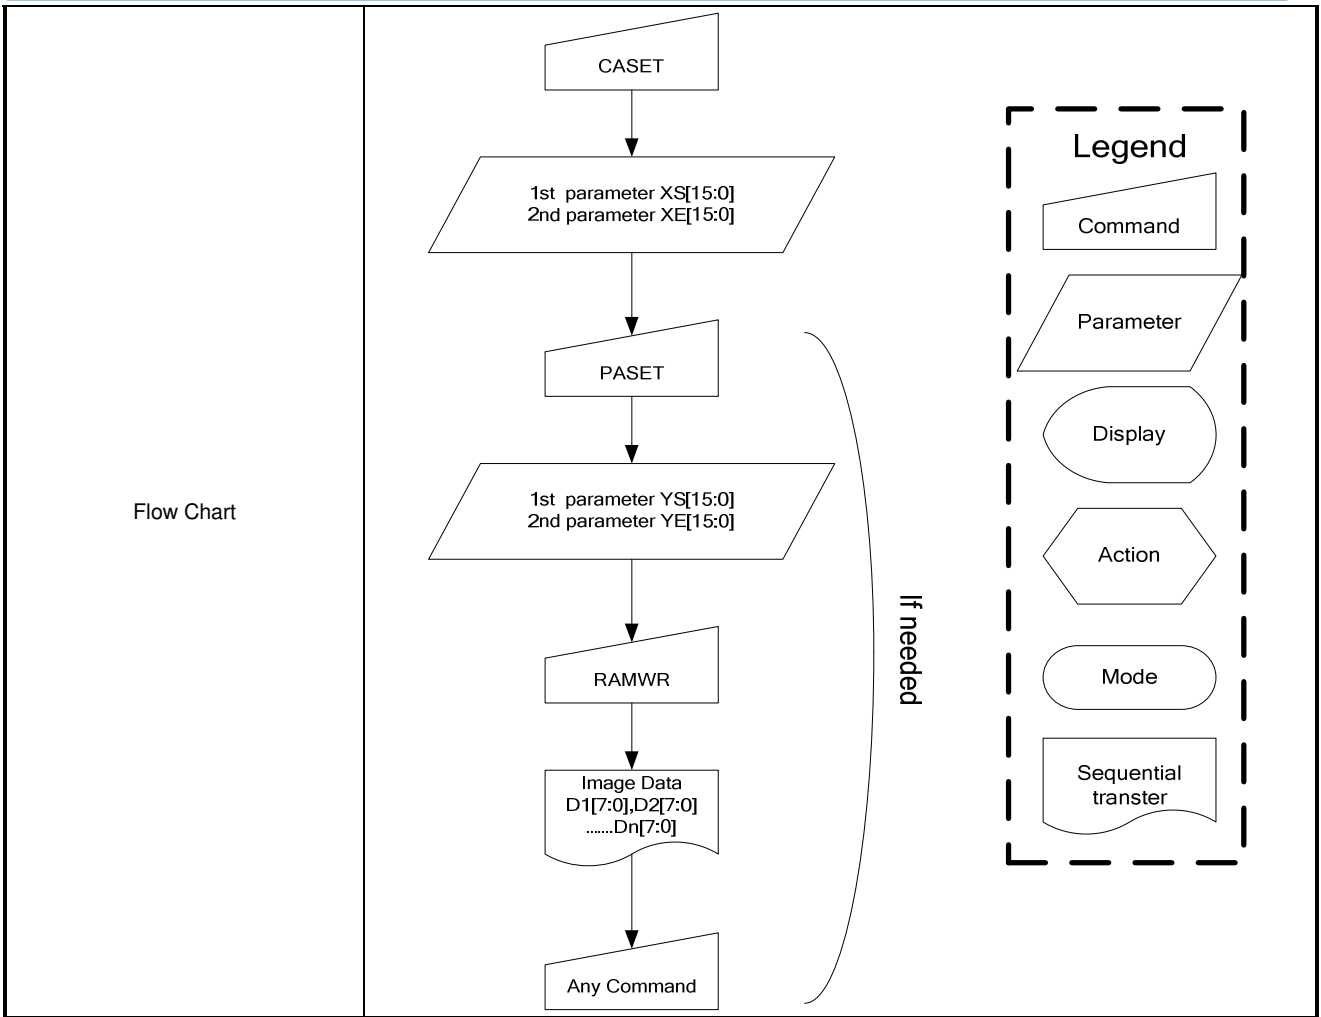 Flow Chart
CASET
1st parameter XS[15:0]
2nd parameter XE[15:0]
PASET
1st parameter YS[15:0]
2nd parameter YE[15:0]
RAMWR
Image Data
D1[7:0],D2[7:0]
.......Dn[7:0]
Any Command
If needed
Legend
Command
Parameter
Display
Action
Mode
Sequential
transter